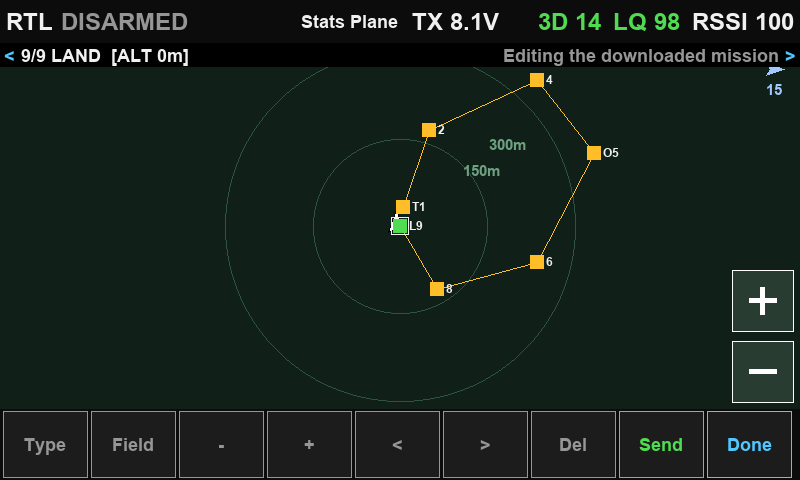 RTL DISARMED Stats Plane TX 8.1V 3D 14 LQ 98 RSSI 100
< 9/9 LAND [ALT 0m] Editing the downloaded mission >
4
15
2
300m
O5
150m
T1
L9
6
8
+
−
Type Field - + < > Del Send Done